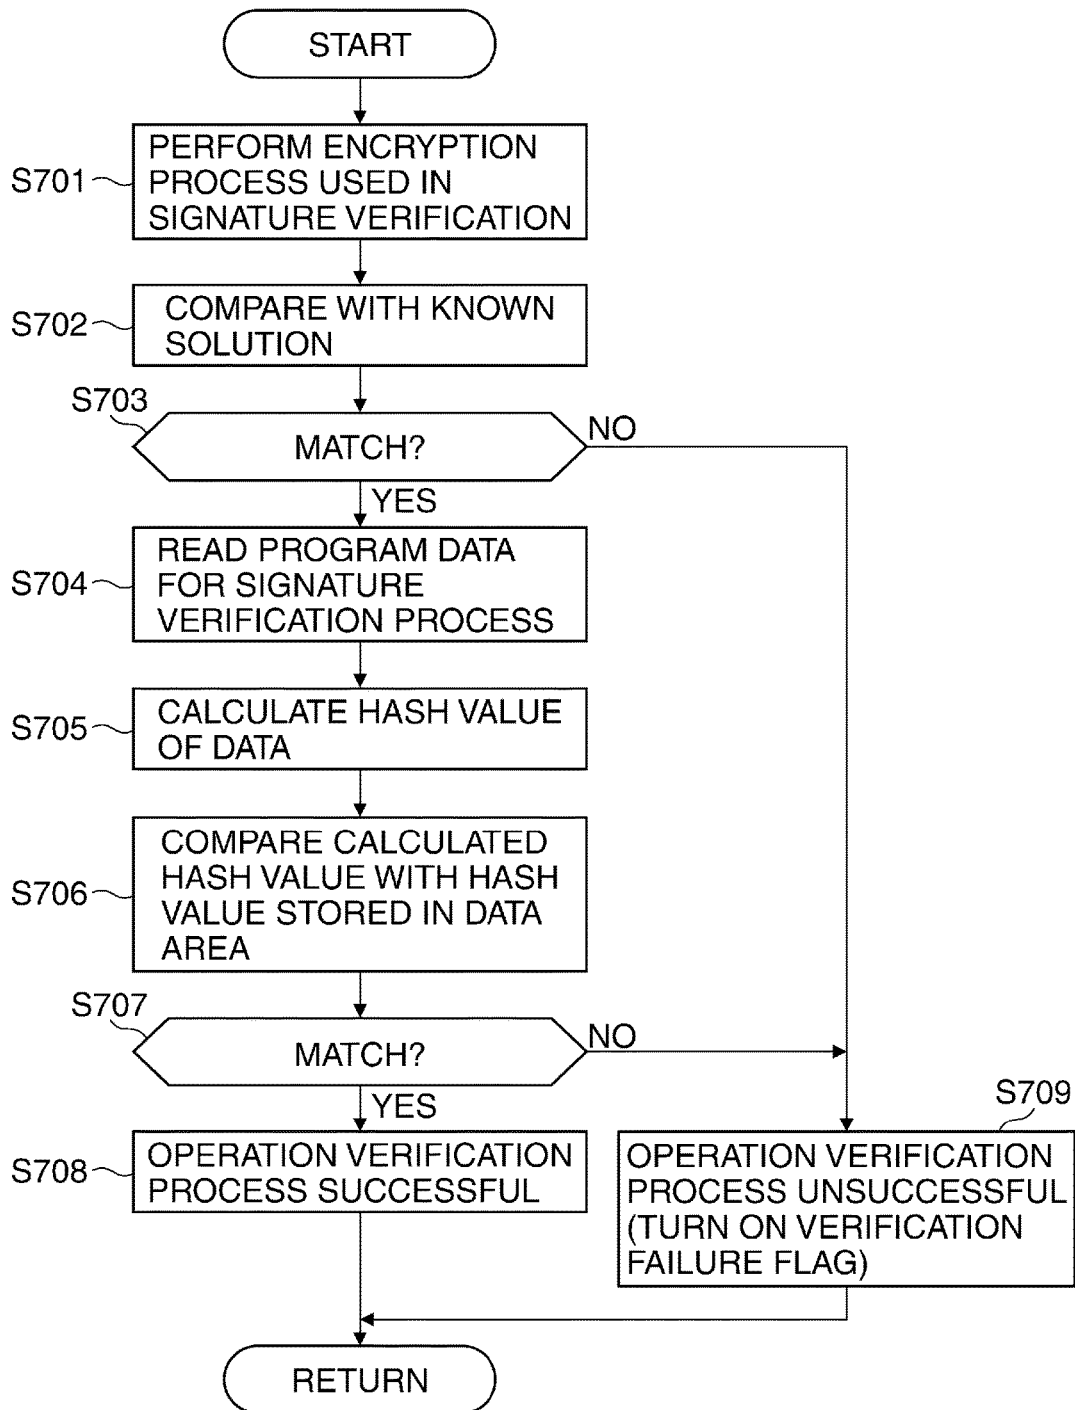 START
S701
PERFORM ENCRYPTION
PROCESS USED IN
SIGNATURE VERIFICATION
S702
COMPARE WITH KNOWN
SOLUTION
S703
MATCH?
NO
YES
S704
READ PROGRAM DATA
FOR SIGNATURE
VERIFICATION PROCESS
S705
CALCULATE HASH VALUE
OF DATA
S706
COMPARE CALCULATED
HASH VALUE WITH HASH
VALUE STORED IN DATA
AREA
S707
MATCH?
NO
YES
S708
OPERATION VERIFICATION
PROCESS SUCCESSFUL
S709
OPERATION VERIFICATION
PROCESS UNSUCCESSFUL
(TURN ON VERIFICATION
FAILURE FLAG)
RETURN